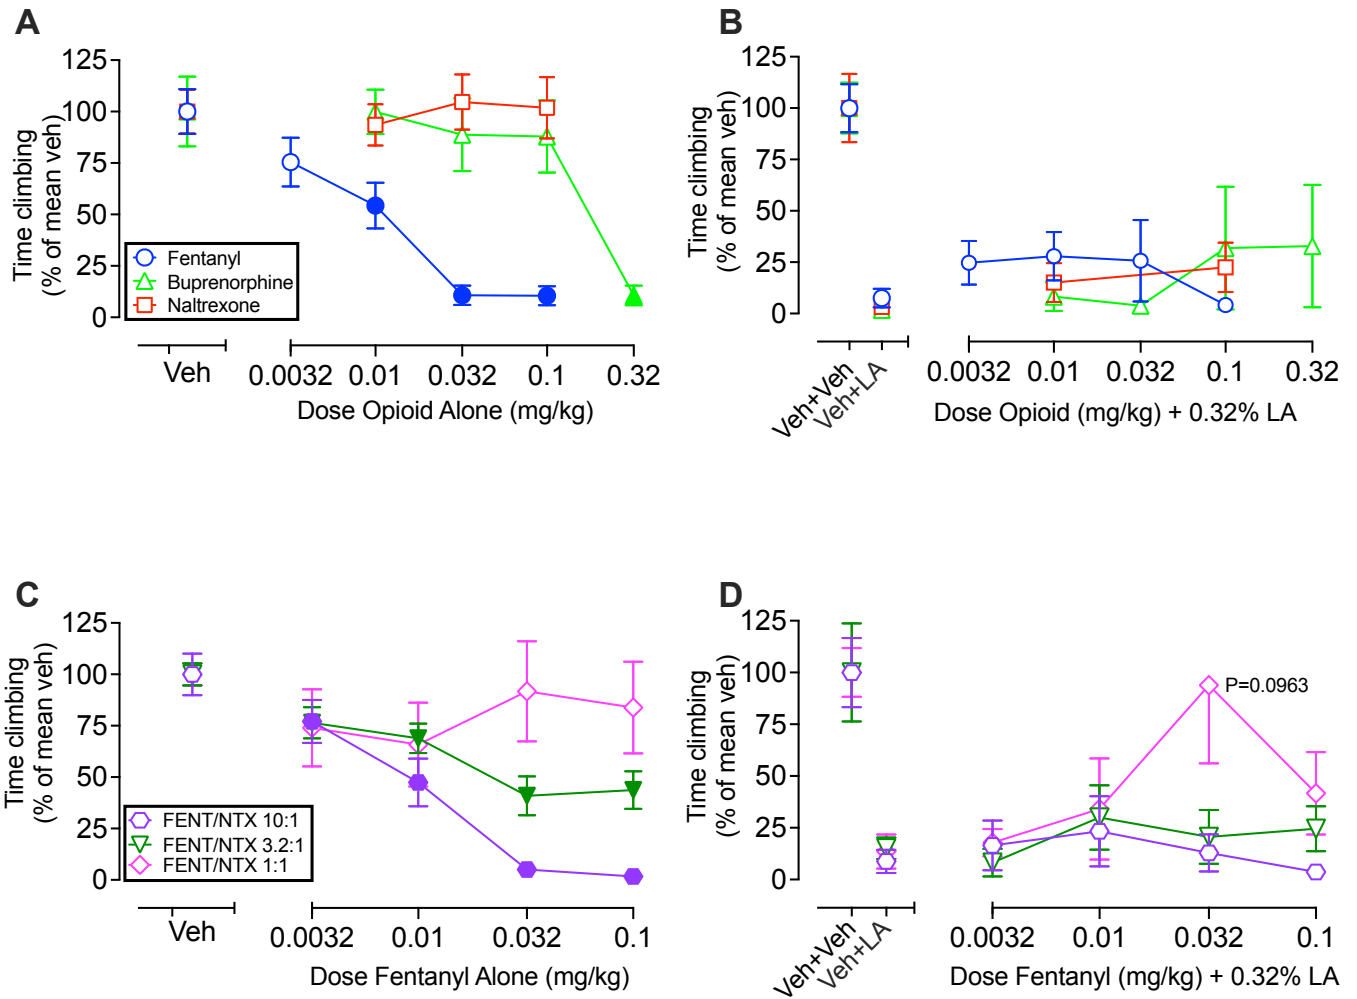 A
Time climbing
(% of mean veh)
125
100
75
50
25
0
Fentanyl
Buprenorphine
Naltrexone
Veh
0.0032 0.01 0.032 0.1 0.32
Dose Opioid Alone (mg/kg)
B
Time climbing
(% of mean veh)
125
100
75
50
25
0
Veh+Veh
Veh+LA
0.0032 0.01 0.032 0.1 0.32
Dose Opioid (mg/kg) + 0.32% LA
C
Time climbing
(% of mean veh)
125
100
75
50
25
0
FENT/NTX 10:1
FENT/NTX 3.2:1
FENT/NTX 1:1
Veh
0.0032 0.01 0.032 0.1
Dose Fentanyl Alone (mg/kg)
D
Time climbing
(% of mean veh)
125
100
75
50
25
0
P=0.0963
Veh+Veh
Veh+LA
0.0032 0.01 0.032 0.1
Dose Fentanyl (mg/kg) + 0.32% LA